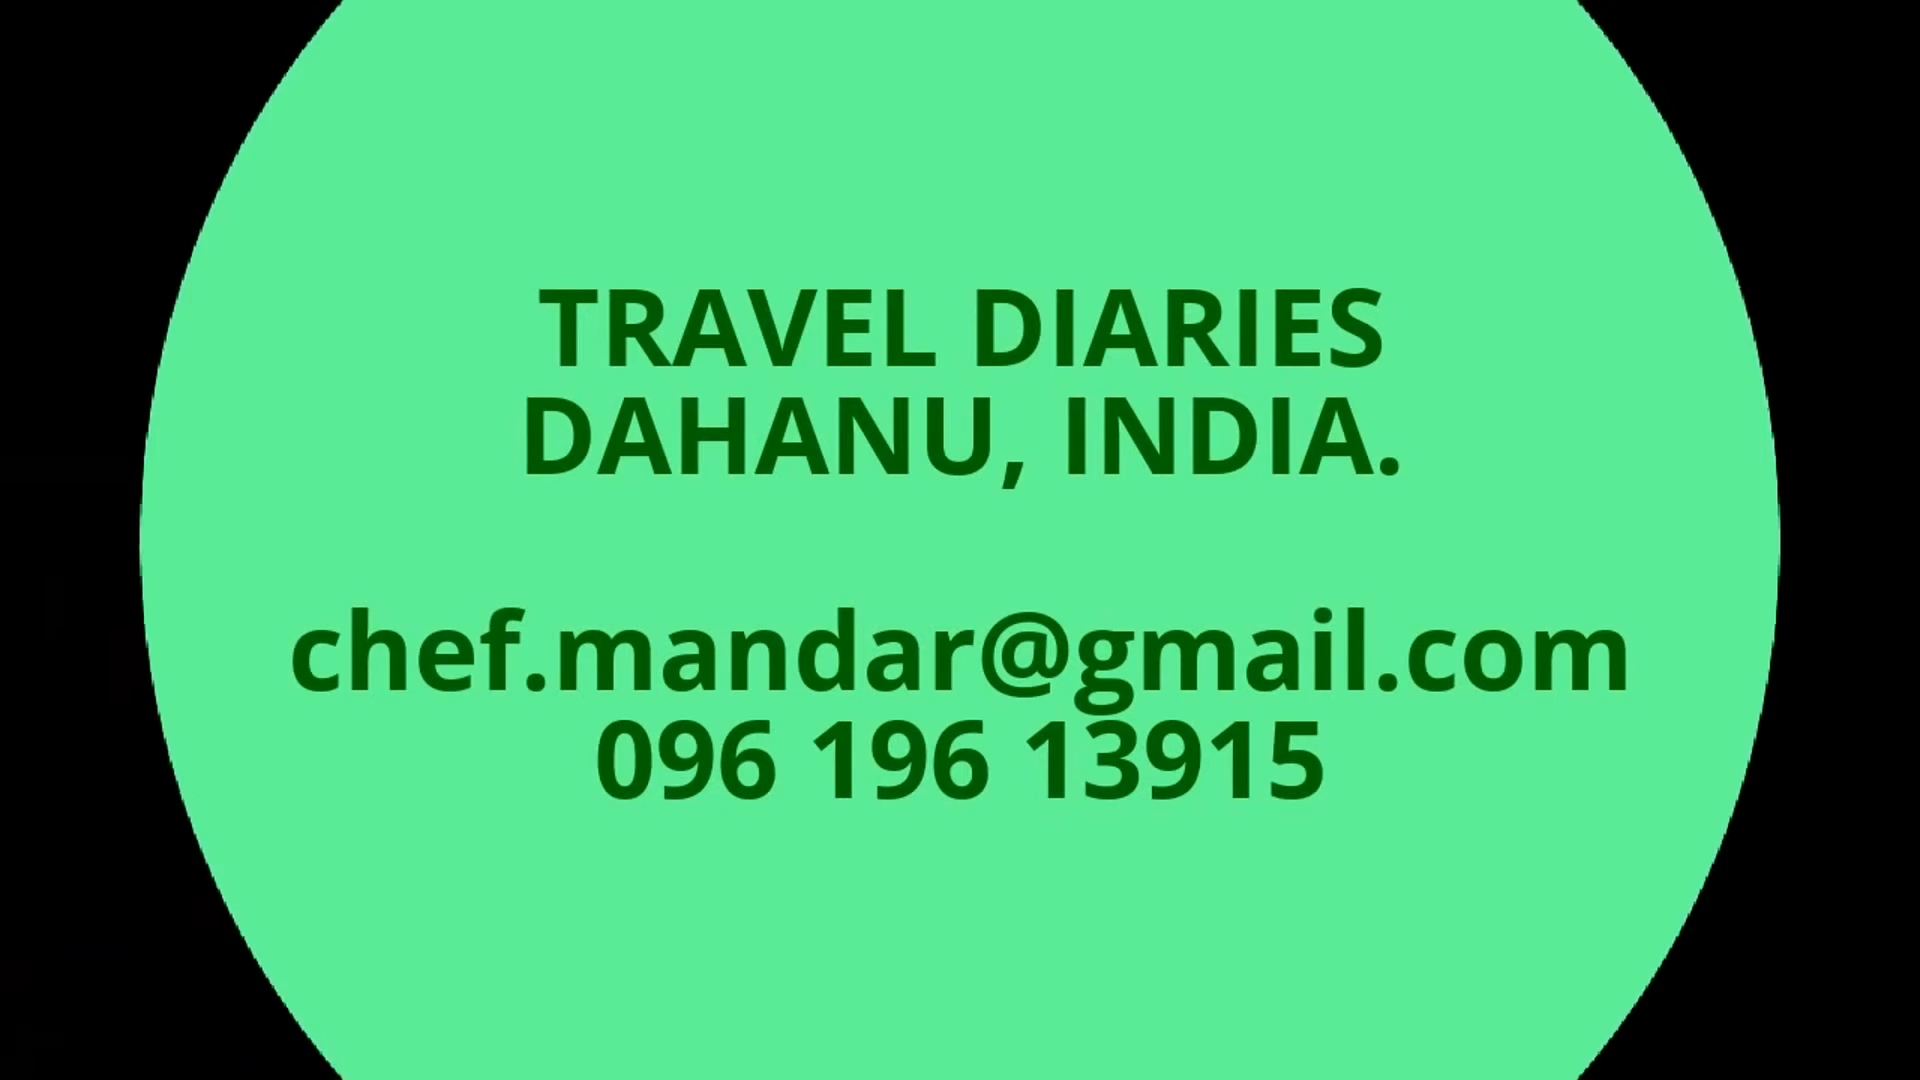 TRAVEL DIARIES
DAHANU, INDIA.
chef.mandar@gmail.com
096 196 13915